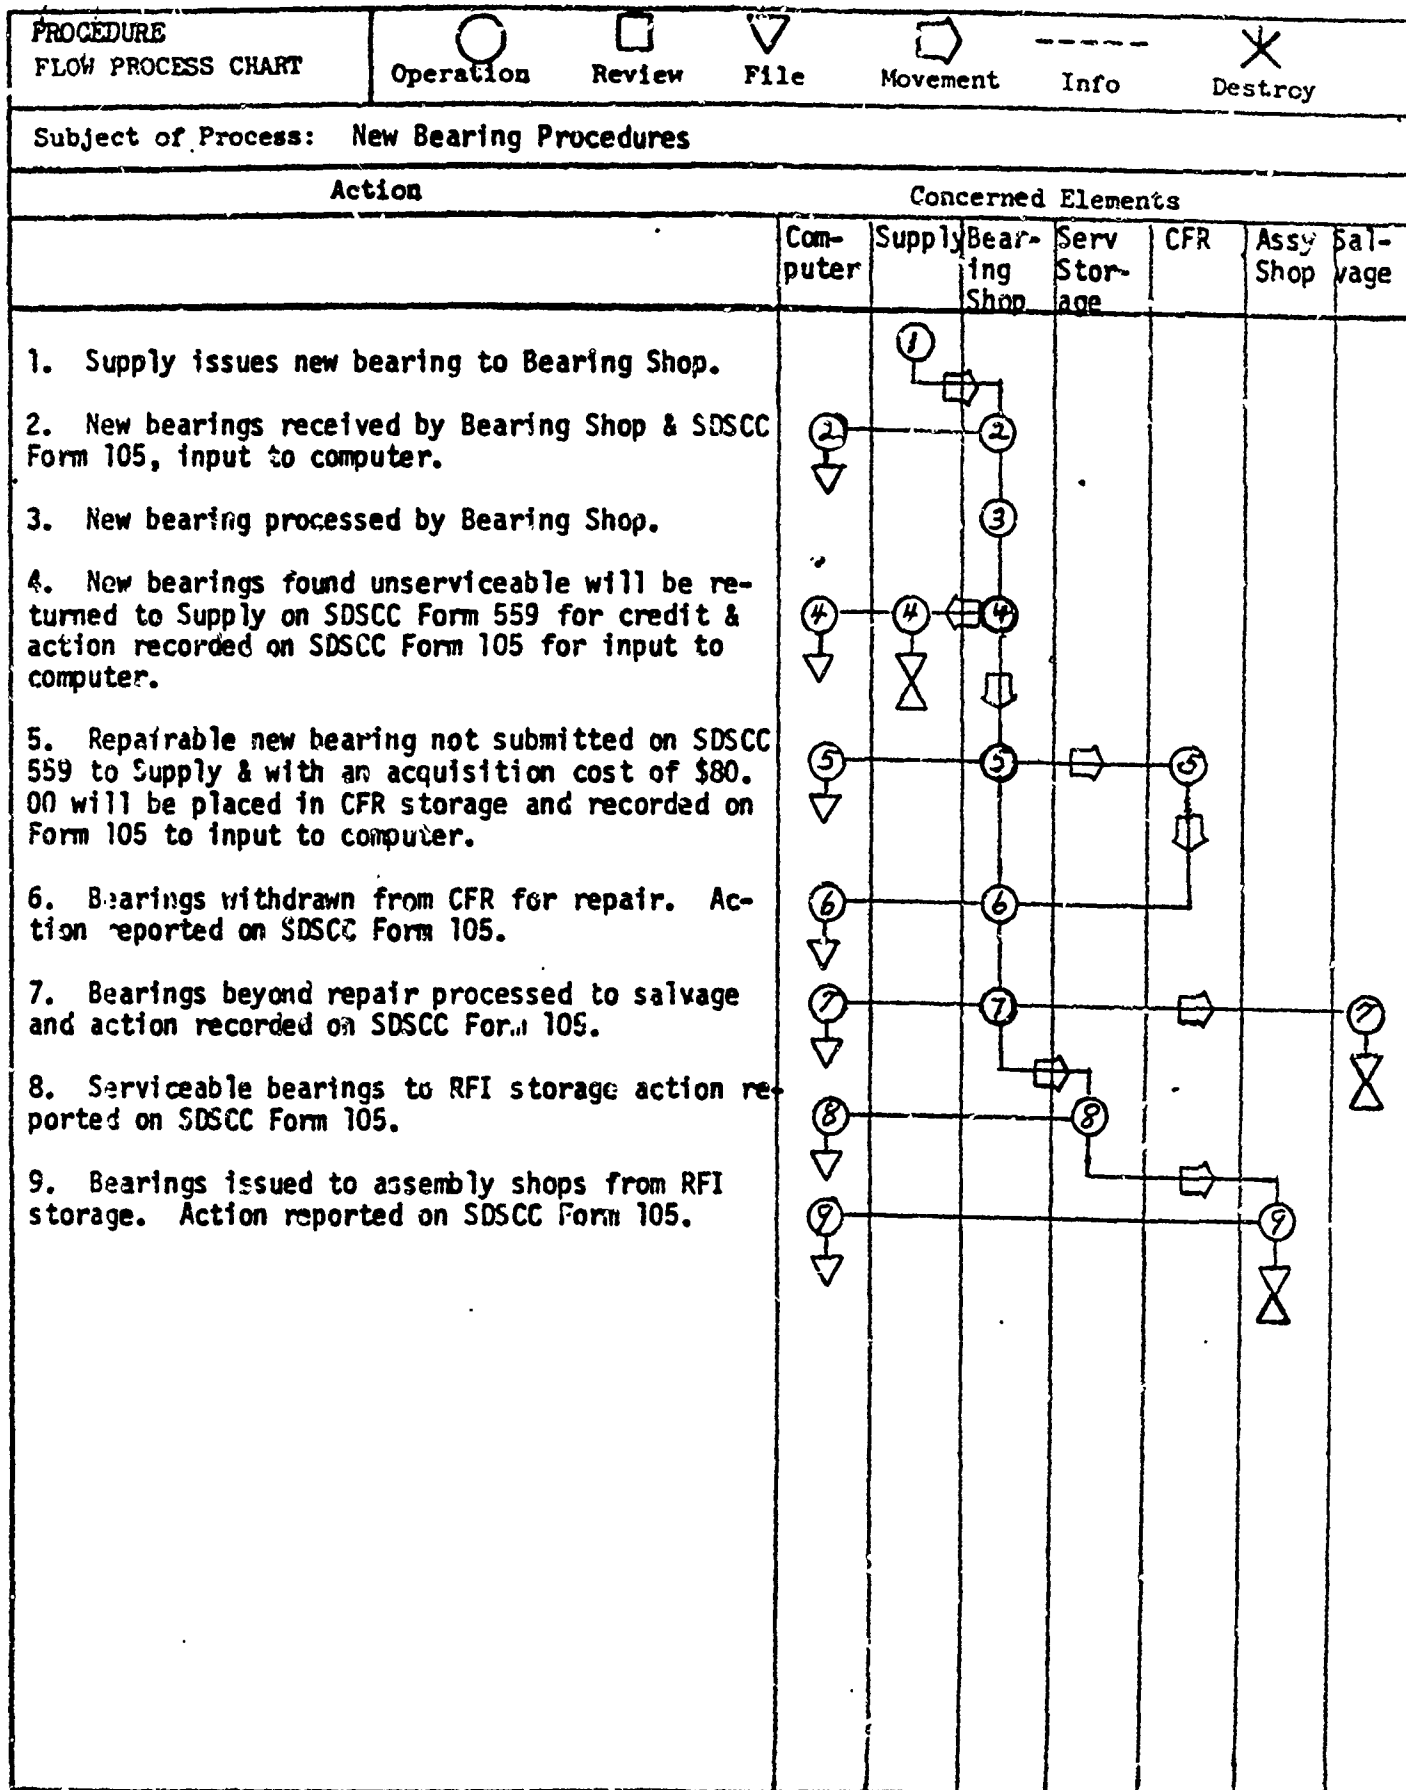 PROCEDURE
FLOW PROCESS CHART
Operation Review File Movement Info Destroy
Subject of Process: New Bearing Procedures
Action Concerned Elements
Com- Supply Bear- Serv CFR Assy Sal-
puter ing Stor- Shop vage
Shop age
1. Supply issues new bearing to Bearing Shop.
1
2. New bearings received by Bearing Shop & SDSCC
Form 105, input to computer.
2 2
3. New bearing processed by Bearing Shop.
3
4. New bearings found unserviceable will be re-
turned to Supply on SDSCC Form 559 for credit &
action recorded on SDSCC Form 105 for input to
computer.
4 4 4
5. Repairable new bearing not submitted on SDSCC
559 to Supply & with an acquisition cost of $80.
00 will be placed in CFR storage and recorded on
Form 105 to input to computer.
5 5 5
6. Bearings withdrawn from CFR for repair. Ac-
tion reported on SDSCC Form 105.
6 6
7. Bearings beyond repair processed to salvage
and action recorded on SDSCC Form 105.
7 7 7
8. Serviceable bearings to RFI storage action re-
ported on SDSCC Form 105.
8 8
9. Bearings issued to assembly shops from RFI
storage. Action reported on SDSCC Form 105.
9 9